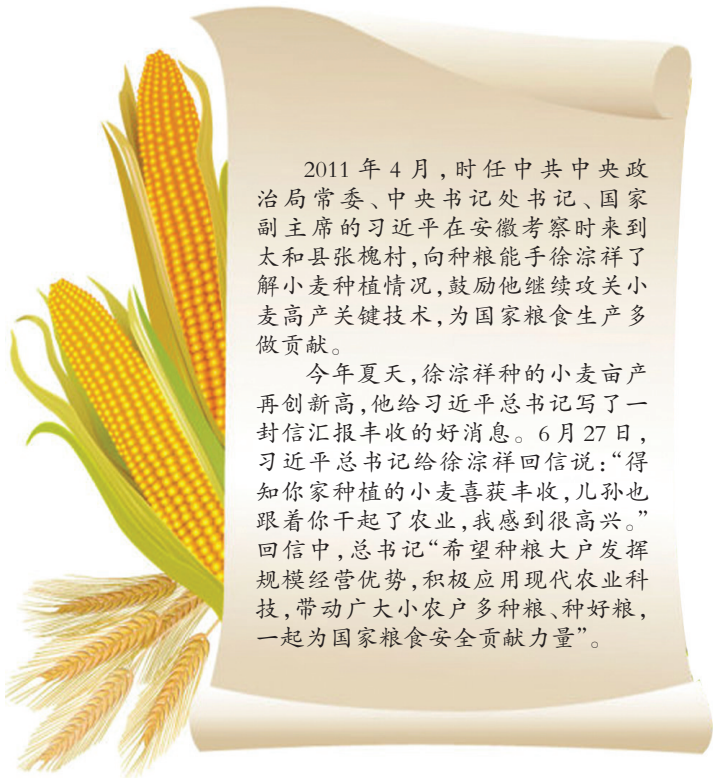 2011 年 4 月,时任中共中央政
治局常委、中央书记处书记、国家
副主席的习近平在安徽考察时来到
太和县张槐村,向种粮能手徐淙祥了
解小麦种植情况,鼓励他继续攻关小
麦高产关键技术,为国家粮食生产多
做贡献。
今年夏天,徐淙祥种的小麦亩产
再创新高,他给习近平总书记写了一
封信汇报丰收的好消息。6 月 27 日,
习近平总书记给徐淙祥回信说:“得
知你家种植的小麦喜获丰收,儿孙也
跟着你干起了农业,我感到很高兴。”
回信中,总书记“希望种粮大户发挥
规模经营优势,积极应用现代农业科
技,带动广大小农户多种粮、种好粮,
一起为国家粮食安全贡献力量”。